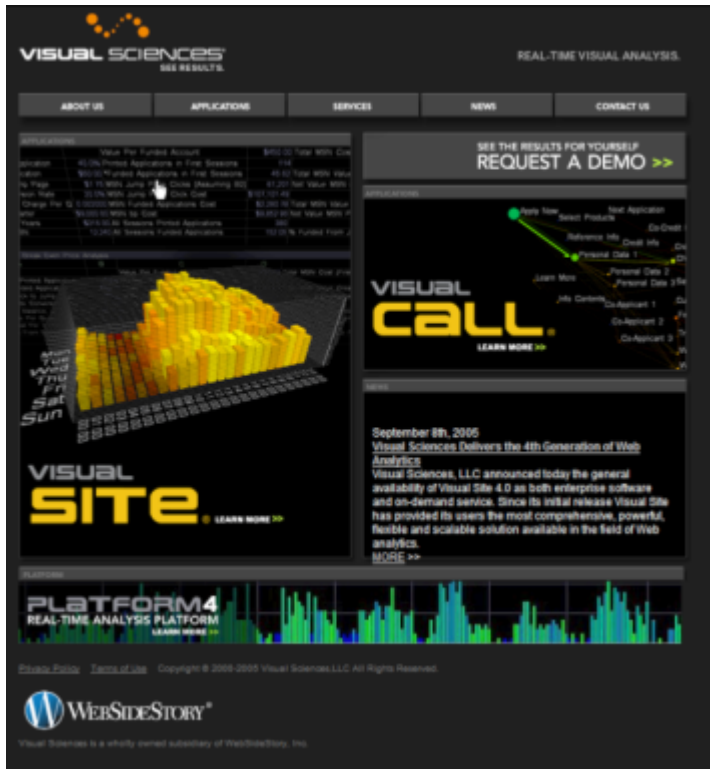 VISUAL SCIENCES
SEE RESULTS.
REAL-TIME VISUAL ANALYSIS.
ABOUT US
APPLICATIONS
SERVICES
NEWS
CONTACT US
APPLICATIONS
Value Per Funded Account
Mon
Tue
Wed
Thu
Fri
Sat
Sun
VISUAL
SITE.
LEARN MORE >>
SEE THE RESULTS FOR YOURSELF
REQUEST A DEMO >>
APPLICATIONS
Apply Now
Next Application
Select Products
Reference Info
Credit Info
Personal Data 1
Learn More
Personal Data 2
Personal Data 3
Co-Applicant 1
Co-Applicant 2
Co-Applicant 3
VISUAL
CALL.
LEARN MORE >>
NEWS
September 8th, 2005
Visual Sciences Delivers the 4th Generation of Web
Analytics
Visual Sciences, LLC announced today the general
availability of Visual Site 4.0 as both enterprise software
and on-demand service. Since its initial release Visual Site
has provided its users the most comprehensive, powerful,
flexible and scalable solution available in the field of Web
analytics.
MORE >>
PLATFORM
PLATFORM4
REAL-TIME ANALYSIS PLATFORM
LEARN MORE >>
Privacy Policy Terms of Use Copyright © 2000-2005 Visual Sciences,LLC All Rights Reserved.
WEBSIDESTORY®
Visual Sciences is a wholly owned subsidiary of WebSideStory, Inc.